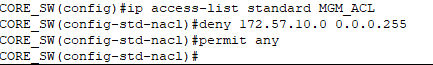 CORE_SW(config)#ip access-list standard MGM_ACL
CORE_SW(config-std-nacl)#deny 172.57.10.0 0.0.0.255
CORE_SW(config-std-nacl)#permit any
CORE_SW(config-std-nacl)#